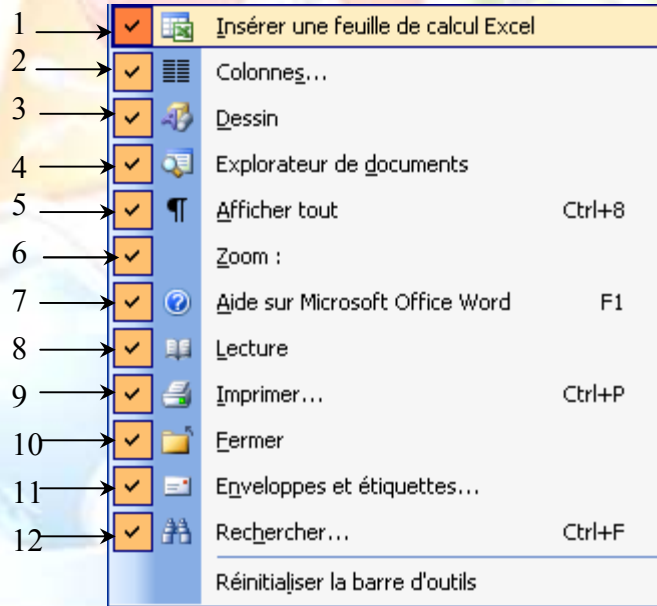 1 Insérer une feuille de calcul Excel
2 Colonnes...
3 Dessin
4 Explorateur de documents
5 ¶ Afficher tout Ctrl+8
6 Zoom :
7 Aide sur Microsoft Office Word F1
8 Lecture
9 Imprimer... Ctrl+P
10 Fermer
11 Enveloppes et étiquettes...
12 Rechercher... Ctrl+F
Réinitialiser la barre d'outils